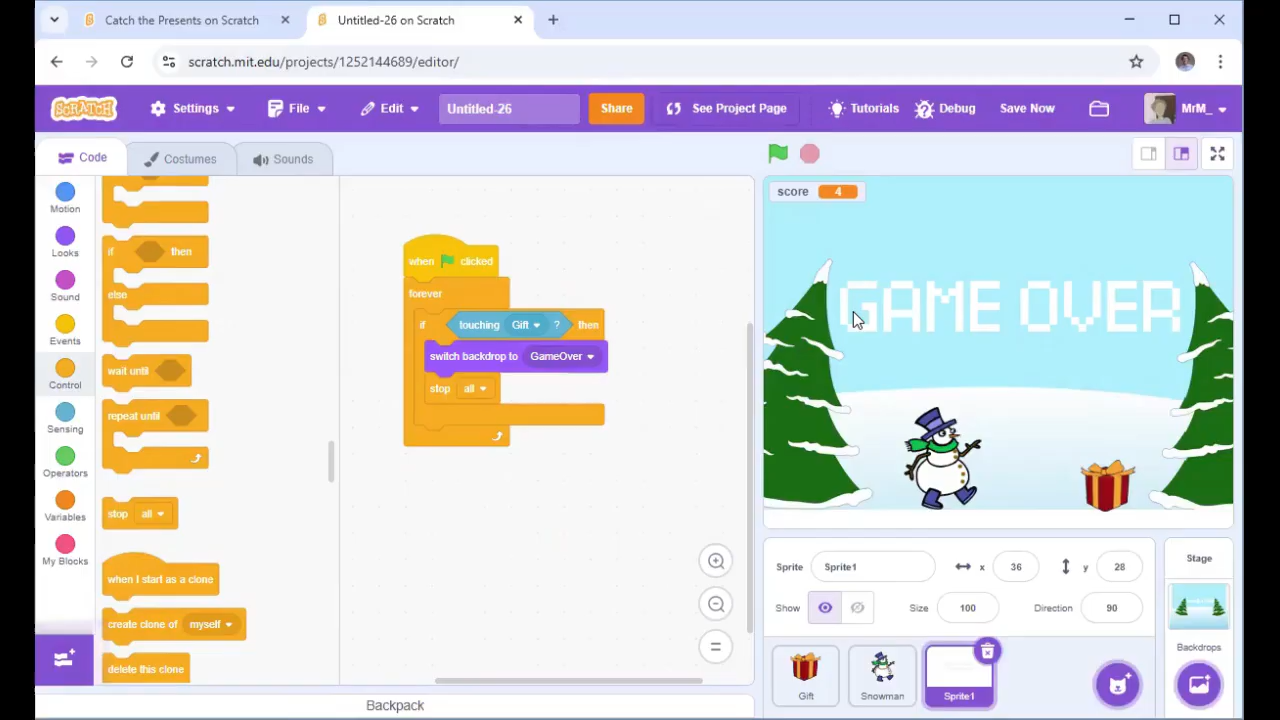 Catch the Presents on Scratch
Untitled-26 on Scratch
scratch.mit.edu/projects/1252144689/editor/
SCRATCH
Settings
File
Edit
Untitled-26
Share
See Project Page
Tutorials
Debug
Save Now
MrM_
Code
Costumes
Sounds
Motion
Looks
Sound
Events
Control
Sensing
Operators
Variables
My Blocks
if then
else
wait until
repeat until
stop all
when I start as a clone
create clone of myself
delete this clone
when clicked
forever
if touching Gift ? then
switch backdrop to GameOver
stop all
score 4
GAME OVER
Sprite Sprite1 x 36 y 28
Show Size 100 Direction 90
Gift
Snowman
Sprite1
Stage
Backdrops
Backpack